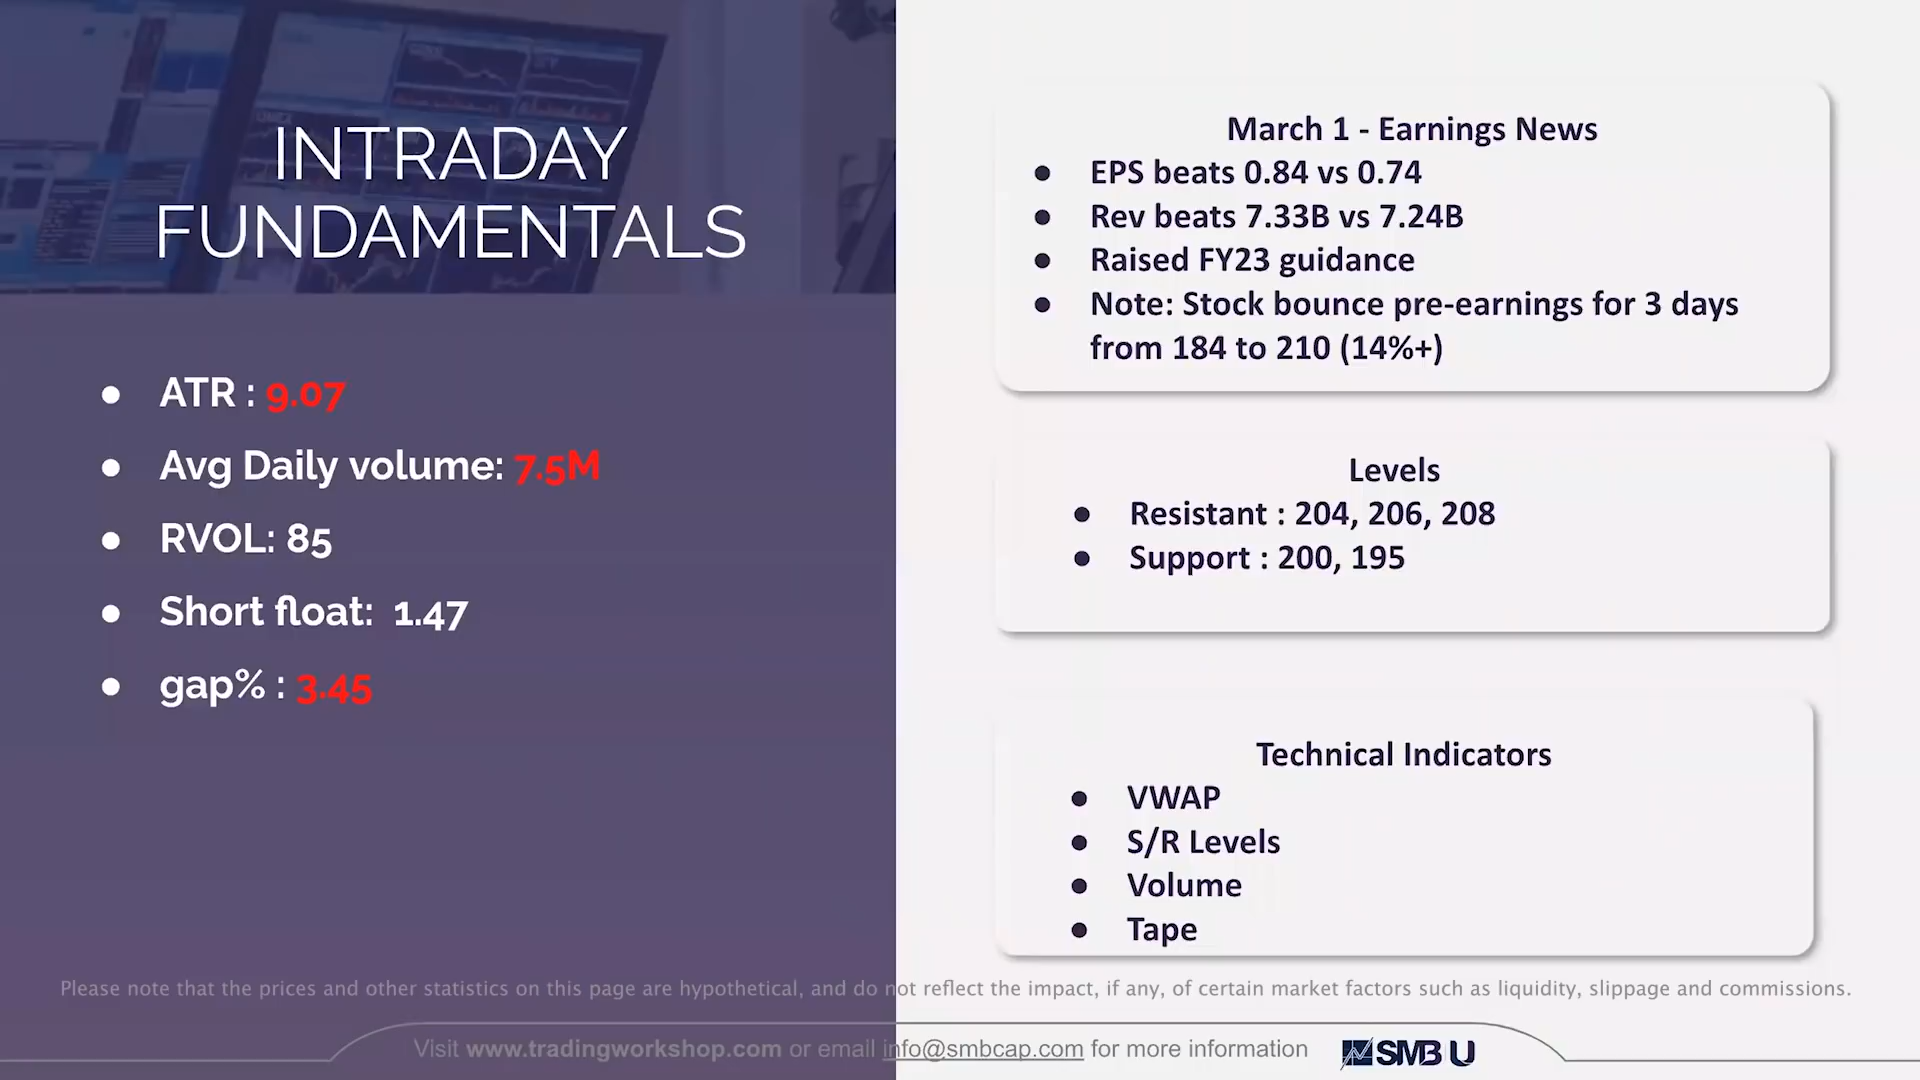 INTRADAY
FUNDAMENTALS
● ATR : 9.07
● Avg Daily volume: 7.5M
● RVOL: 85
● Short float: 1.47
● gap% : 3.45
March 1 - Earnings News
● EPS beats 0.84 vs 0.74
● Rev beats 7.33B vs 7.24B
● Raised FY23 guidance
● Note: Stock bounce pre-earnings for 3 days
from 184 to 210 (14%+)
Levels
● Resistant : 204, 206, 208
● Support : 200, 195
Technical Indicators
● VWAP
● S/R Levels
● Volume
● Tape
Please note that the prices and other statistics on this page are hypothetical, and do not reflect the impact, if any, of certain market factors such as liquidity, slippage and commissions.
Visit www.tradingworkshop.com or email info@smbcap.com for more information
SMB U